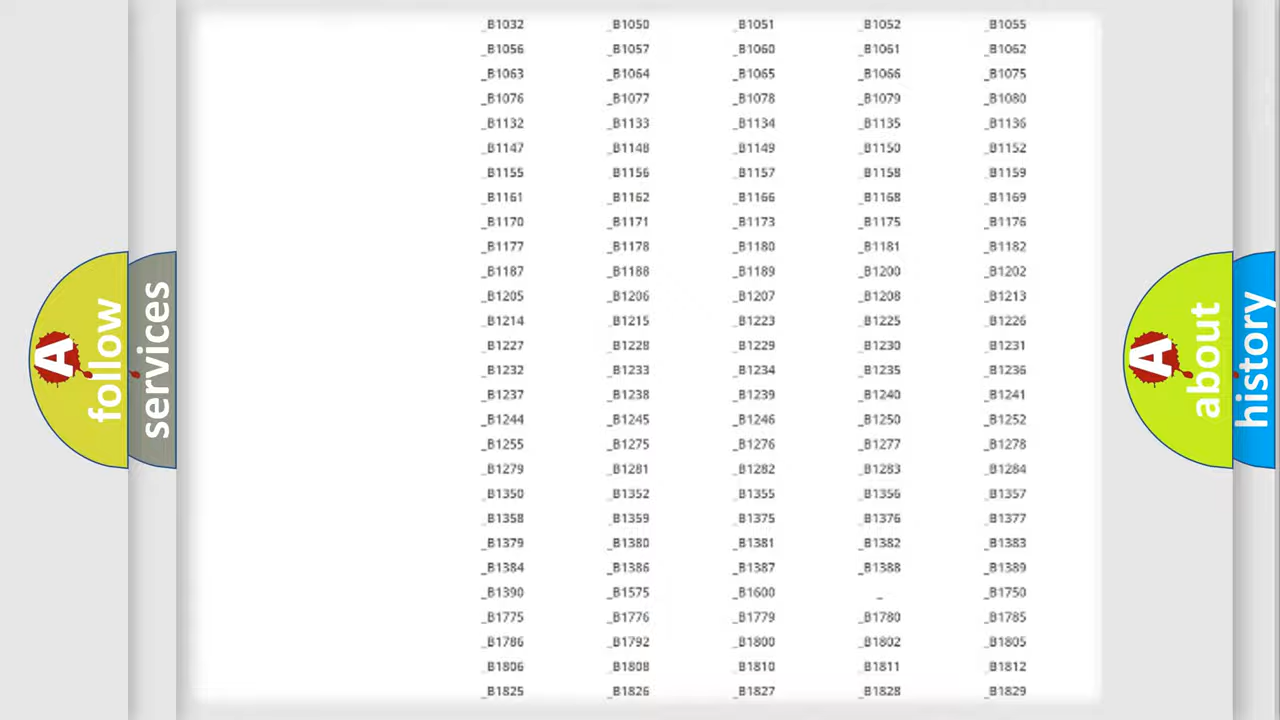 _B1032 _B1050 _B1051 _B1052 _B1055
_B1056 _B1057 _B1060 _B1061 _B1062
_B1063 _B1064 _B1065 _B1066 _B1075
_B1076 _B1077 _B1078 _B1079 _B1080
_B1132 _B1133 _B1134 _B1135 _B1136
_B1147 _B1148 _B1149 _B1150 _B1152
_B1155 _B1156 _B1157 _B1158 _B1159
_B1161 _B1162 _B1166 _B1168 _B1169
_B1170 _B1171 _B1173 _B1175 _B1176
_B1177 _B1178 _B1180 _B1181 _B1182
_B1187 _B1188 _B1189 _B1200 _B1202
_B1205 _B1206 _B1207 _B1208 _B1213
_B1214 _B1215 _B1223 _B1225 _B1226
_B1227 _B1228 _B1229 _B1230 _B1231
_B1232 _B1233 _B1234 _B1235 _B1236
_B1237 _B1238 _B1239 _B1240 _B1241
_B1244 _B1245 _B1246 _B1250 _B1252
_B1255 _B1275 _B1276 _B1277 _B1278
_B1279 _B1281 _B1282 _B1283 _B1284
_B1350 _B1352 _B1355 _B1356 _B1357
_B1358 _B1359 _B1375 _B1376 _B1377
_B1379 _B1380 _B1381 _B1382 _B1383
_B1384 _B1386 _B1387 _B1388 _B1389
_B1390 _B1575 _B1600 _ _B1750
_B1775 _B1776 _B1779 _B1780 _B1785
_B1786 _B1792 _B1800 _B1802 _B1805
_B1806 _B1808 _B1810 _B1811 _B1812
_B1825 _B1826 _B1827 _B1828 _B1829
A follow
services
A about
history